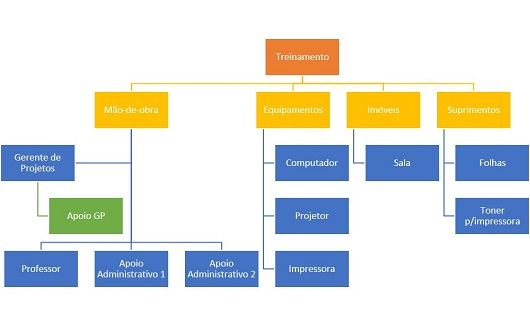 Treinamento
Mão-de-obra
Equipamentos
Imóveis
Suprimentos
Gerente de
Projetos
Computador
Sala
Folhas
Apoio GP
Projetor
Toner
p/impressora
Professor
Apoio
Administrativo 1
Apoio
Administrativo 2
Impressora